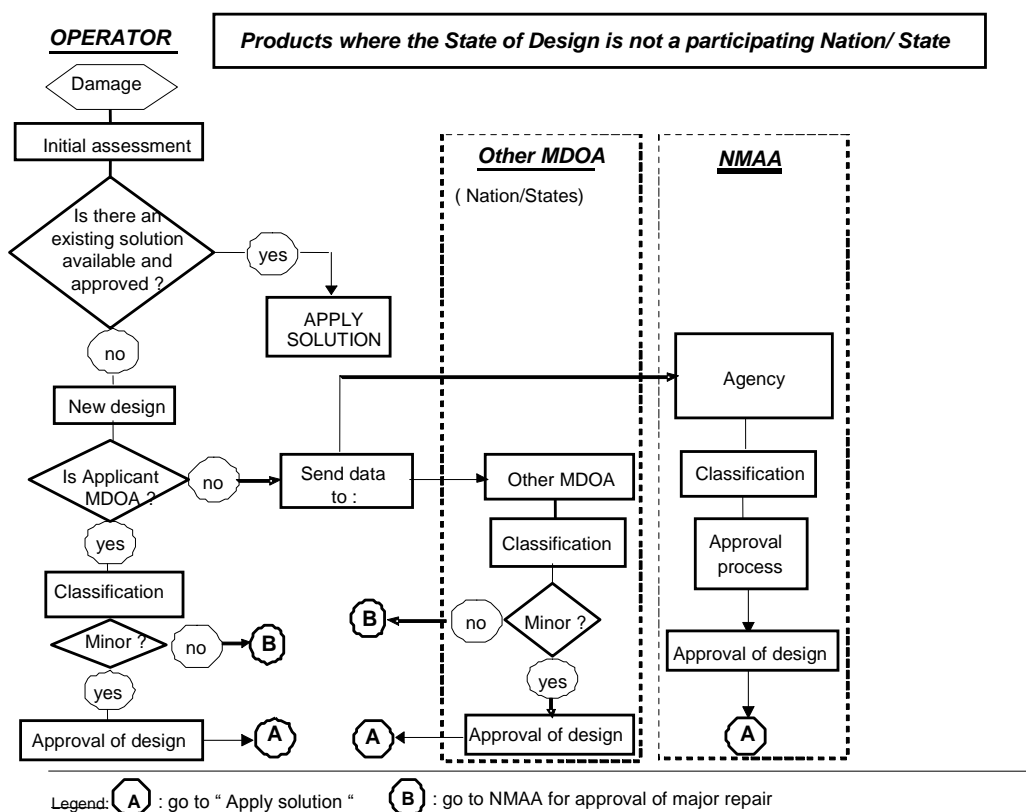 OPERATOR
Products where the State of Design is not a participating Nation/ State
Damage
Initial assessment
Is there an
existing solution
available and
approved ?
yes
APPLY
SOLUTION
no
New design
Is Applicant
MDOA ?
no
Send data
to :
yes
Classification
Minor ?
no
B
yes
Approval of design
A
Other MDOA
( Nation/States)
Other MDOA
Classification
Minor ?
no
B
yes
Approval of design
A
NMAA
Agency
Classification
Approval
process
Approval of design
A
Legend: A : go to “ Apply solution “ B : go to NMAA for approval of major repair